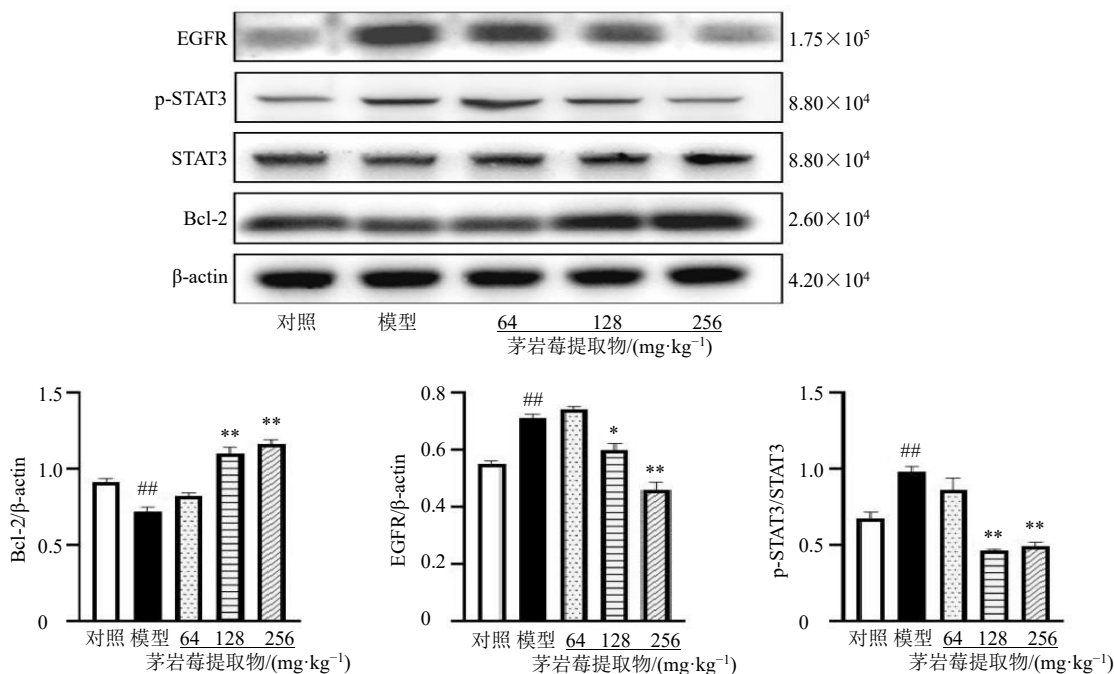 EGFR 1.75×10⁵
p-STAT3 8.80×10⁴
STAT3 8.80×10⁴
Bcl-2 2.60×10⁴
β-actin 4.20×10⁴
对照 模型 64 128 256
茅岩莓提取物/(mg·kg⁻¹)
Bcl-2/β-actin
1.5
1.0
0.5
0
##
**
**
对照 模型 64 128 256
茅岩莓提取物/(mg·kg⁻¹)
EGFR/β-actin
0.8
0.6
0.4
0.2
0
##
*
**
对照 模型 64 128 256
茅岩莓提取物/(mg·kg⁻¹)
p-STAT3/STAT3
1.5
1.0
0.5
0
##
**
**
对照 模型 64 128 256
茅岩莓提取物/(mg·kg⁻¹)